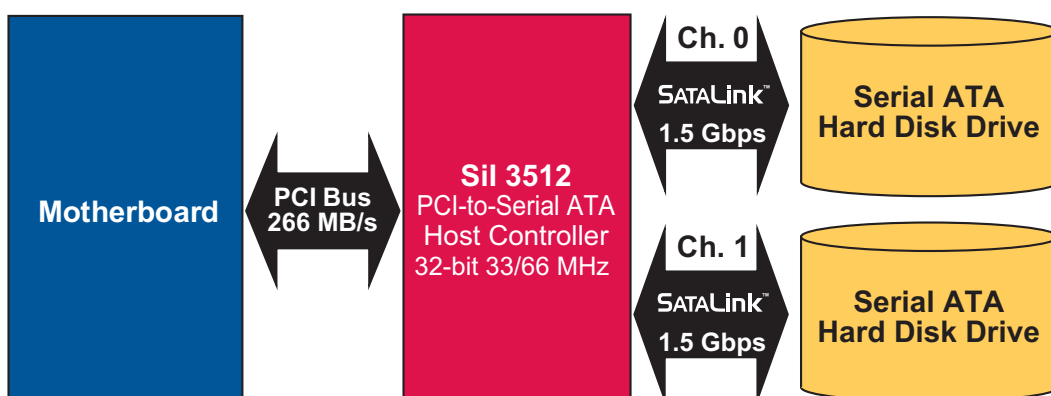 Motherboard
PCI Bus
266 MB/s
SiI 3512
PCI-to-Serial ATA
Host Controller
32-bit 33/66 MHz
Ch. 0
SATALink™
1.5 Gbps
Serial ATA
Hard Disk Drive
Ch. 1
SATALink™
1.5 Gbps
Serial ATA
Hard Disk Drive